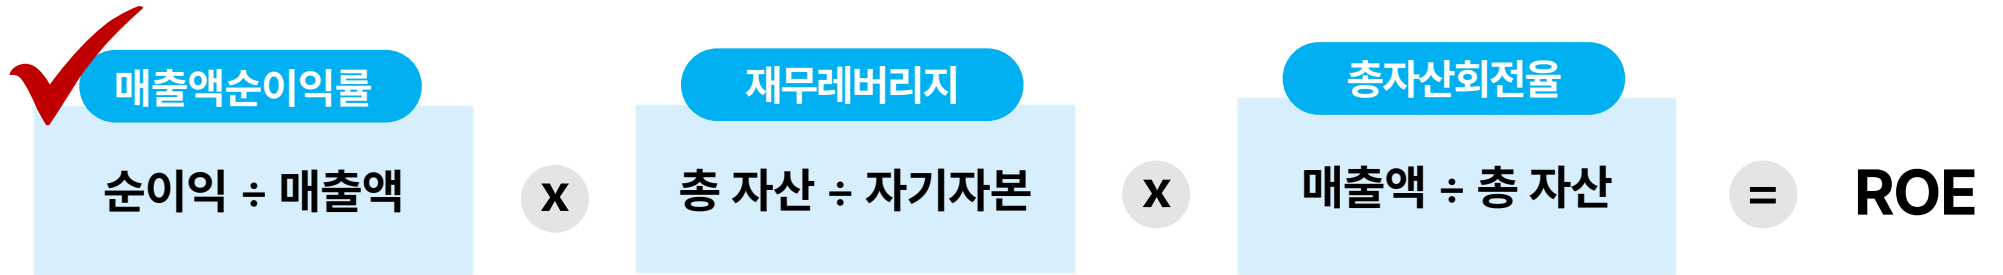 매출액순이익률
순이익 ÷ 매출액
x
재무레버리지
총 자산 ÷ 자기자본
x
총자산회전율
매출액 ÷ 총 자산
=
ROE